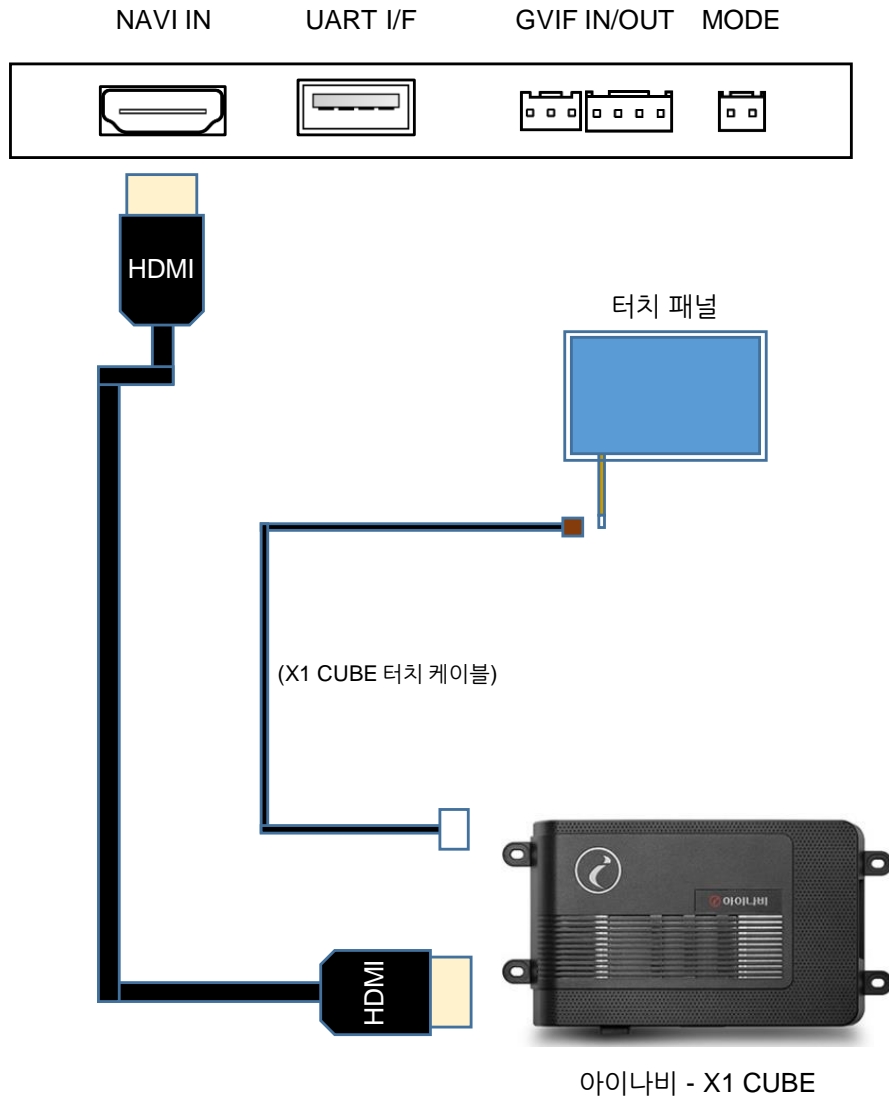 NAVI IN
UART I/F
GVIF IN/OUT
MODE
HDMI
터치 패널
(X1 CUBE 터치 케이블)
아이나비
HDMI
아이나비 - X1 CUBE